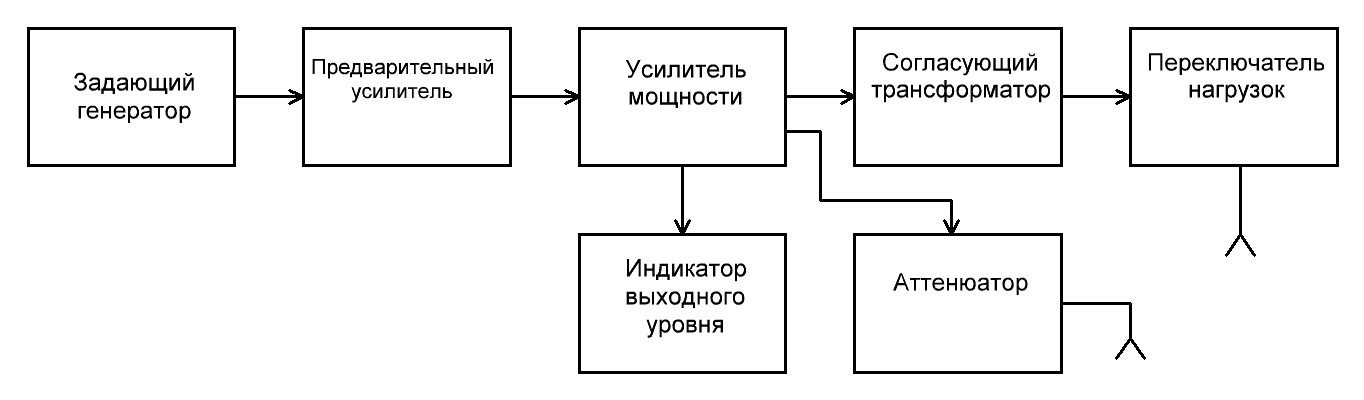 Задающий
генератор
Предварительный
усилитель
Усилитель
мощности
Согласующий
трансформатор
Переключатель
нагрузок
Индикатор
выходного
уровня
Аттенюатор